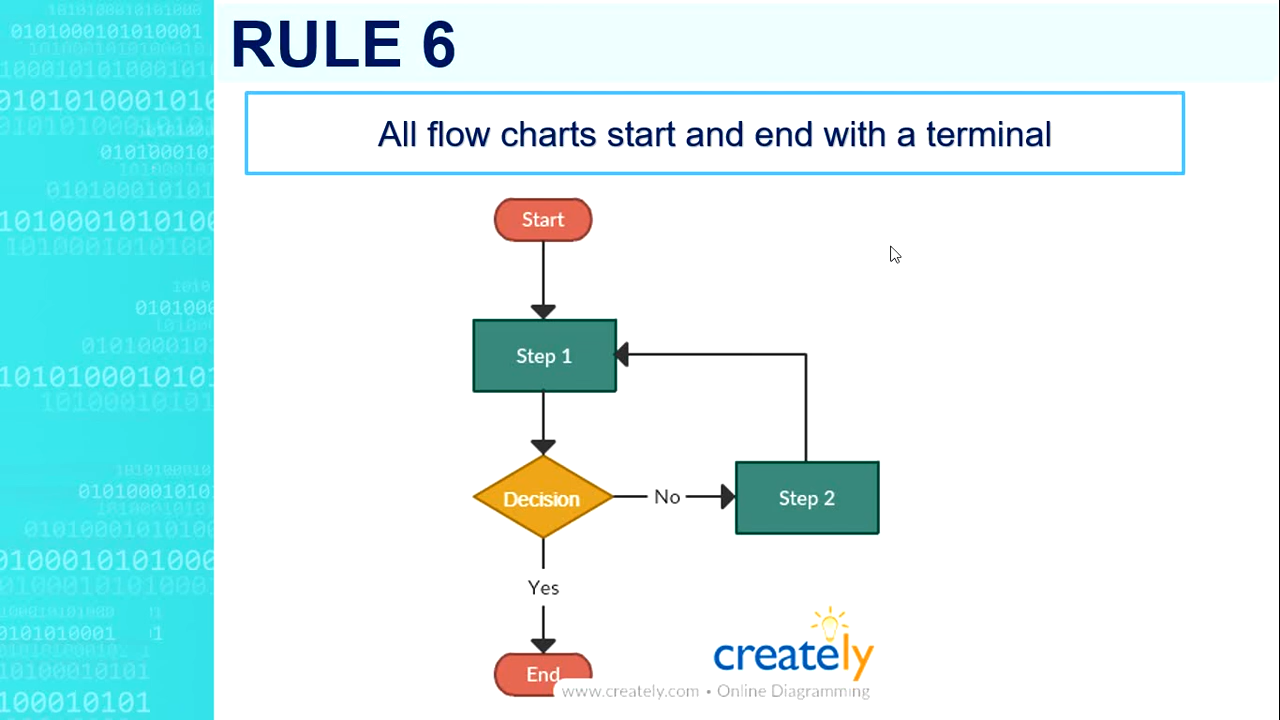 RULE 6
All flow charts start and end with a terminal
Start
Step 1
Decision
No
Step 2
Yes
End
creately
www.creately.com • Online Diagramming